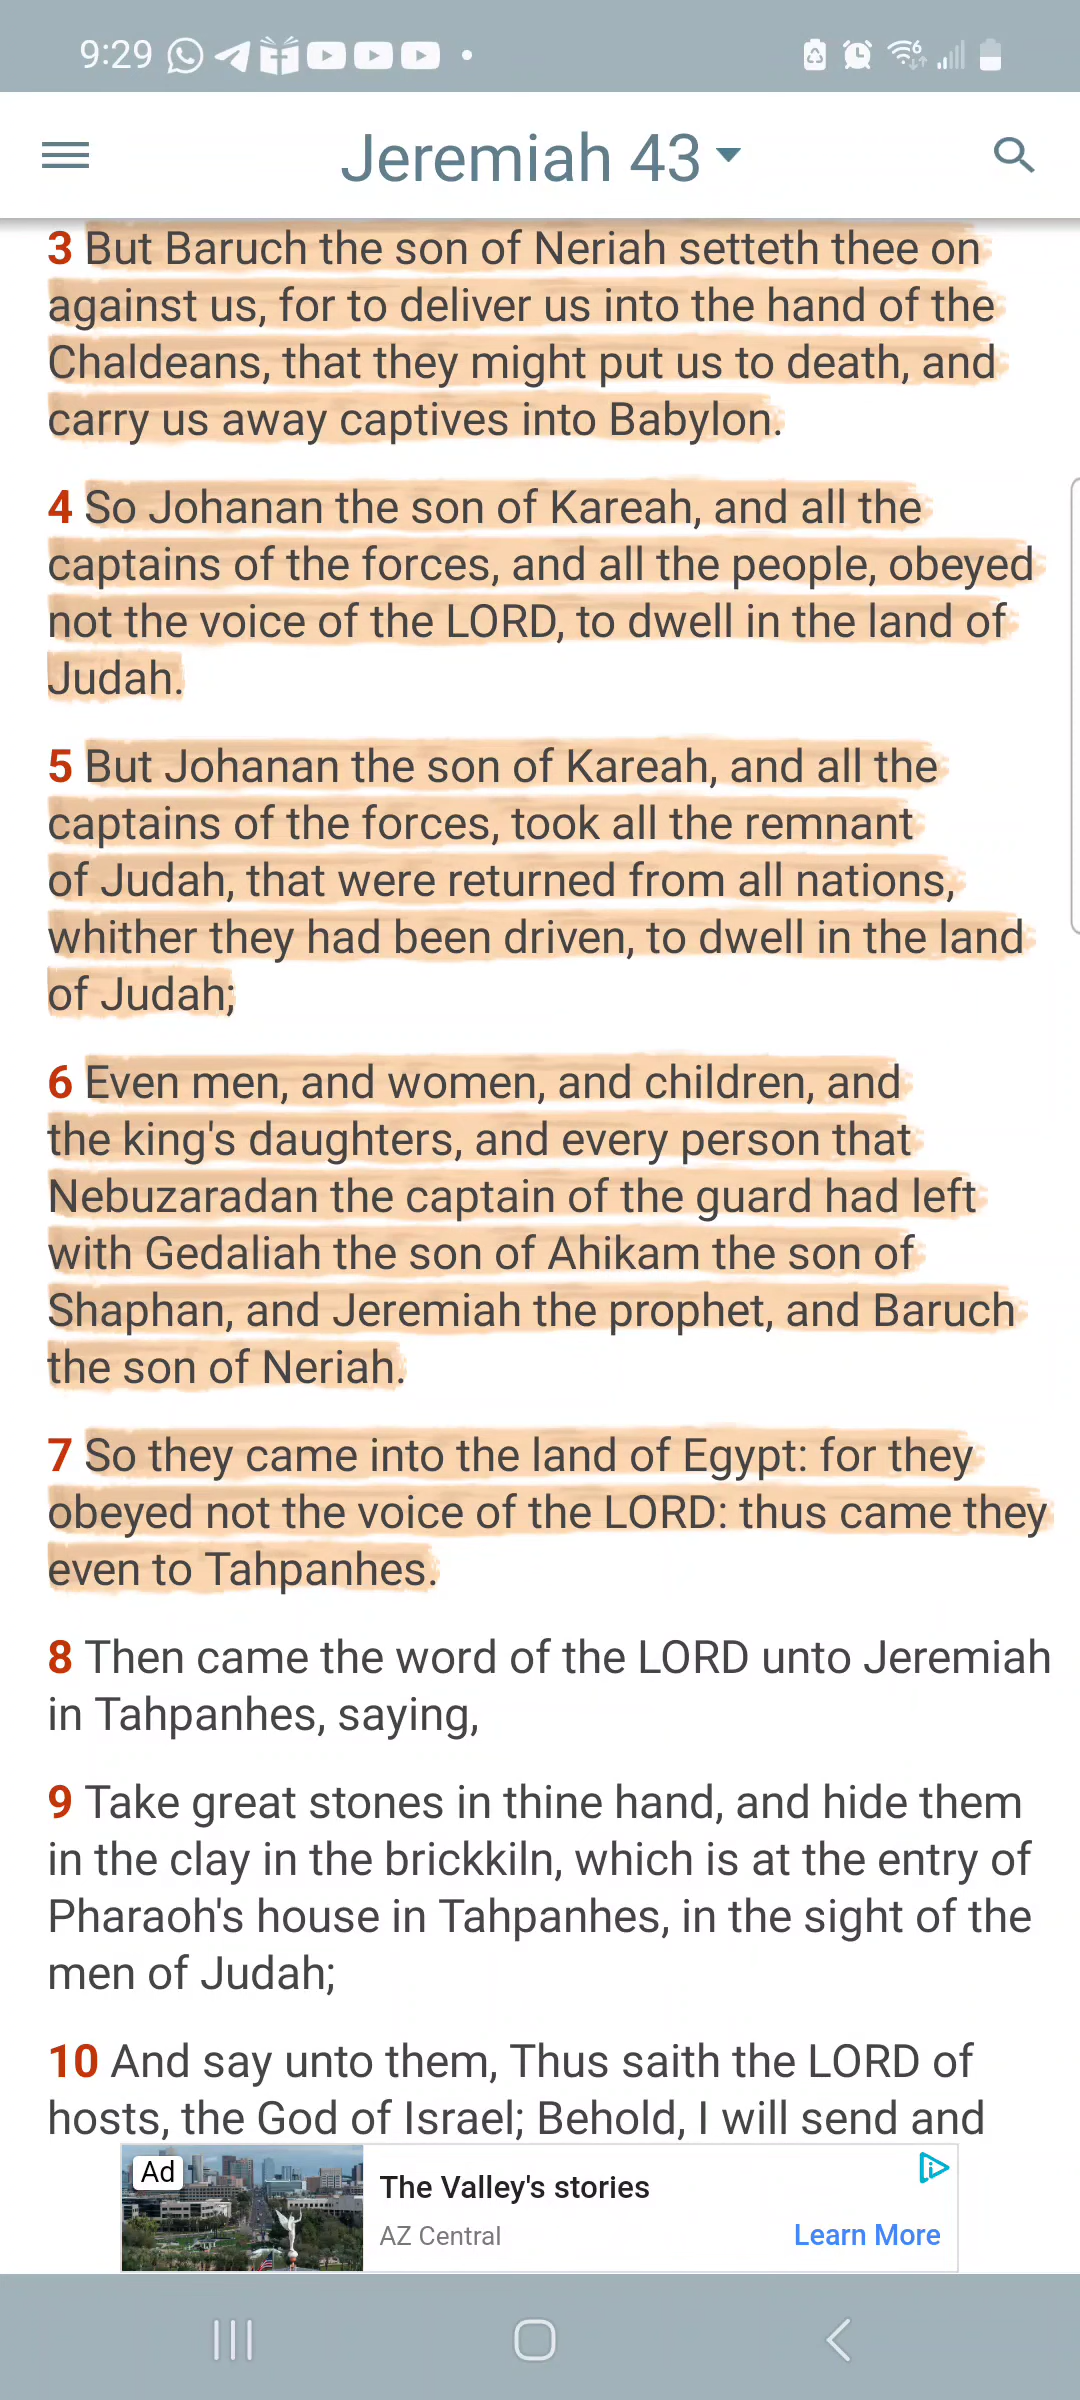 9:29
Jeremiah 43
3 But Baruch the son of Neriah setteth thee on
against us, for to deliver us into the hand of the
Chaldeans, that they might put us to death, and
carry us away captives into Babylon.
4 So Johanan the son of Kareah, and all the
captains of the forces, and all the people, obeyed
not the voice of the LORD, to dwell in the land of
Judah.
5 But Johanan the son of Kareah, and all the
captains of the forces, took all the remnant
of Judah, that were returned from all nations,
whither they had been driven, to dwell in the land
of Judah;
6 Even men, and women, and children, and
the king's daughters, and every person that
Nebuzaradan the captain of the guard had left
with Gedaliah the son of Ahikam the son of
Shaphan, and Jeremiah the prophet, and Baruch
the son of Neriah.
7 So they came into the land of Egypt: for they
obeyed not the voice of the LORD: thus came they
even to Tahpanhes.
8 Then came the word of the LORD unto Jeremiah
in Tahpanhes, saying,
9 Take great stones in thine hand, and hide them
in the clay in the brickkiln, which is at the entry of
Pharaoh's house in Tahpanhes, in the sight of the
men of Judah;
10 And say unto them, Thus saith the LORD of
hosts, the God of Israel; Behold, I will send and
Ad
The Valley's stories
AZ Central
Learn More